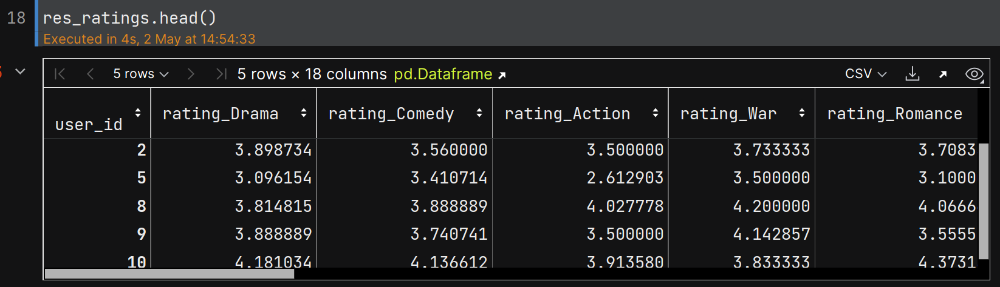 18 res_ratings.head()
Executed in 4s, 2 May at 14:54:33
5 rows 5 rows × 18 columns pd.Dataframe CSV
user_id rating_Drama rating_Comedy rating_Action rating_War rating_Romance
2 3.898734 3.560000 3.500000 3.733333 3.7083
5 3.096154 3.410714 2.612903 3.500000 3.1000
8 3.814815 3.888889 4.027778 4.200000 4.0666
9 3.888889 3.740741 3.500000 4.142857 3.5555
10 4.181034 4.136612 3.913580 3.833333 4.3731